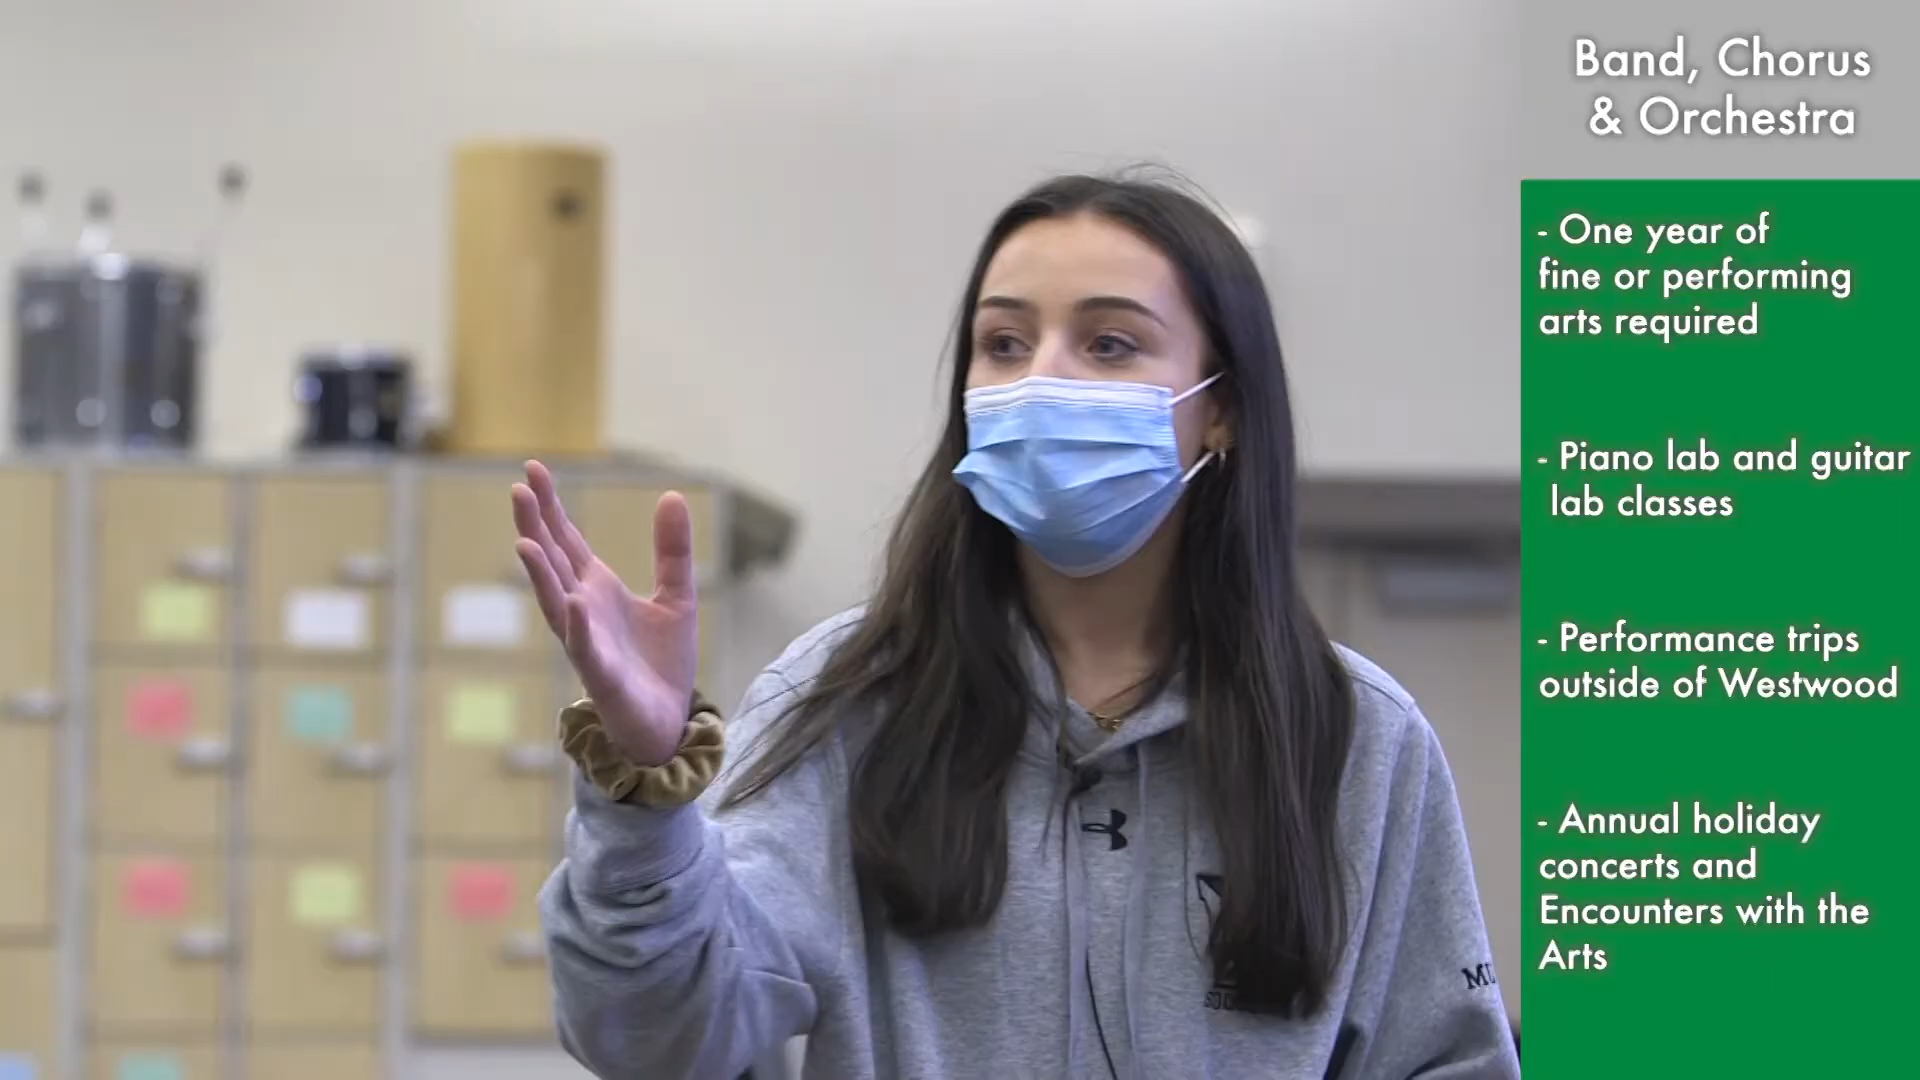 Band, Chorus
& Orchestra
- One year of
fine or performing
arts required
- Piano lab and guitar
lab classes
- Performance trips
outside of Westwood
- Annual holiday
concerts and
Encounters with the
Arts